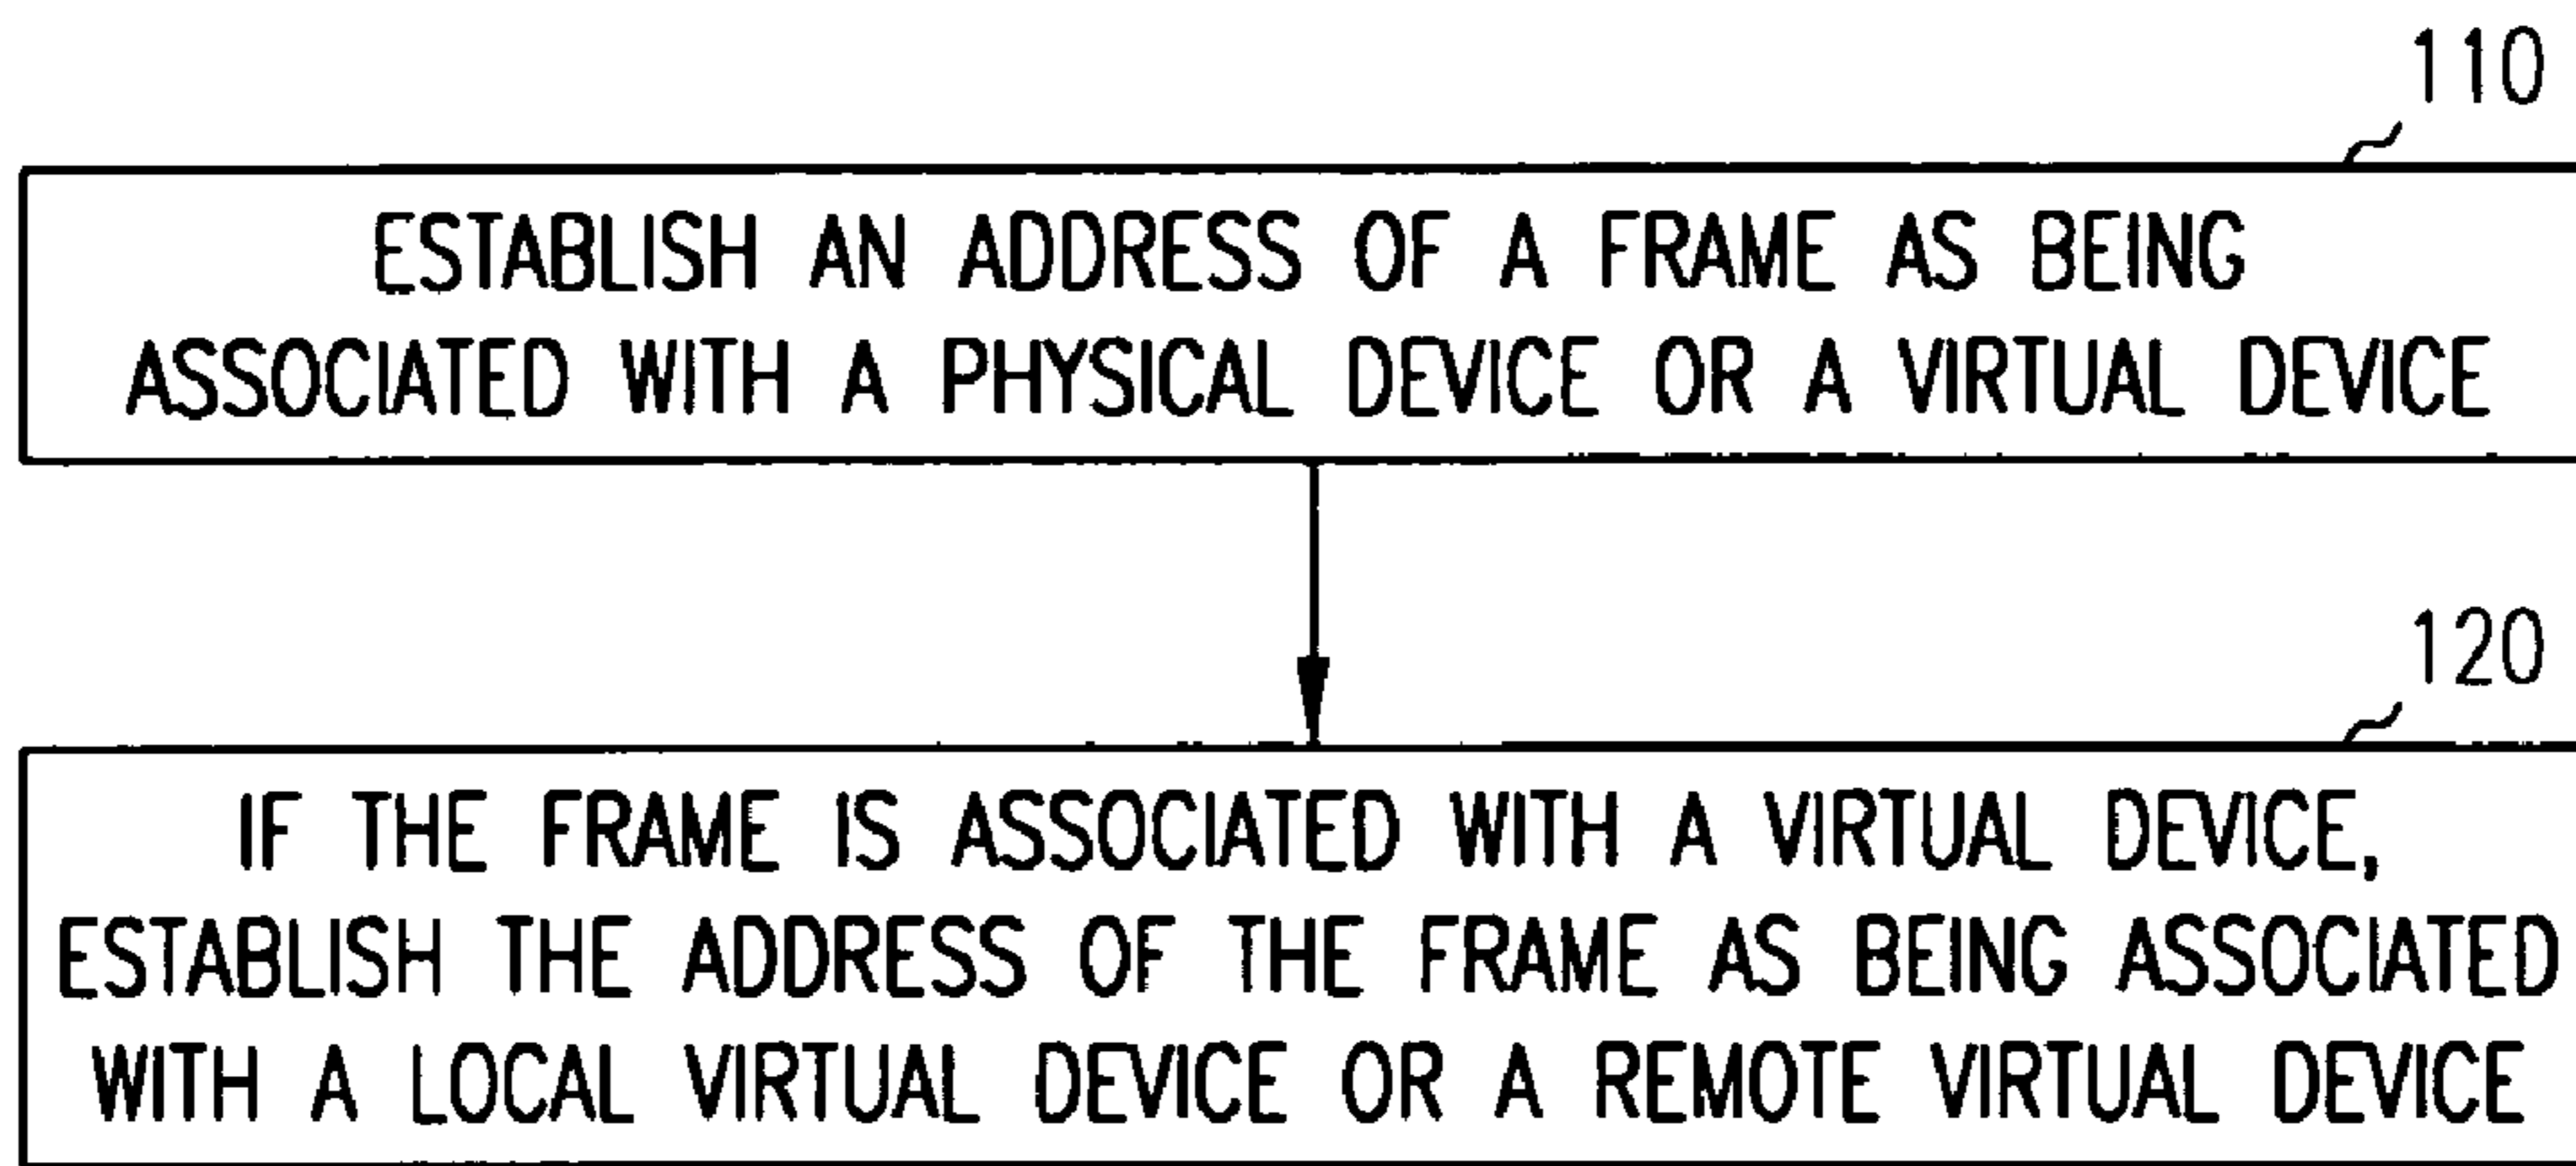 110
ESTABLISH AN ADDRESS OF A FRAME AS BEING
ASSOCIATED WITH A PHYSICAL DEVICE OR A VIRTUAL DEVICE
120
IF THE FRAME IS ASSOCIATED WITH A VIRTUAL DEVICE,
ESTABLISH THE ADDRESS OF THE FRAME AS BEING ASSOCIATED
WITH A LOCAL VIRTUAL DEVICE OR A REMOTE VIRTUAL DEVICE